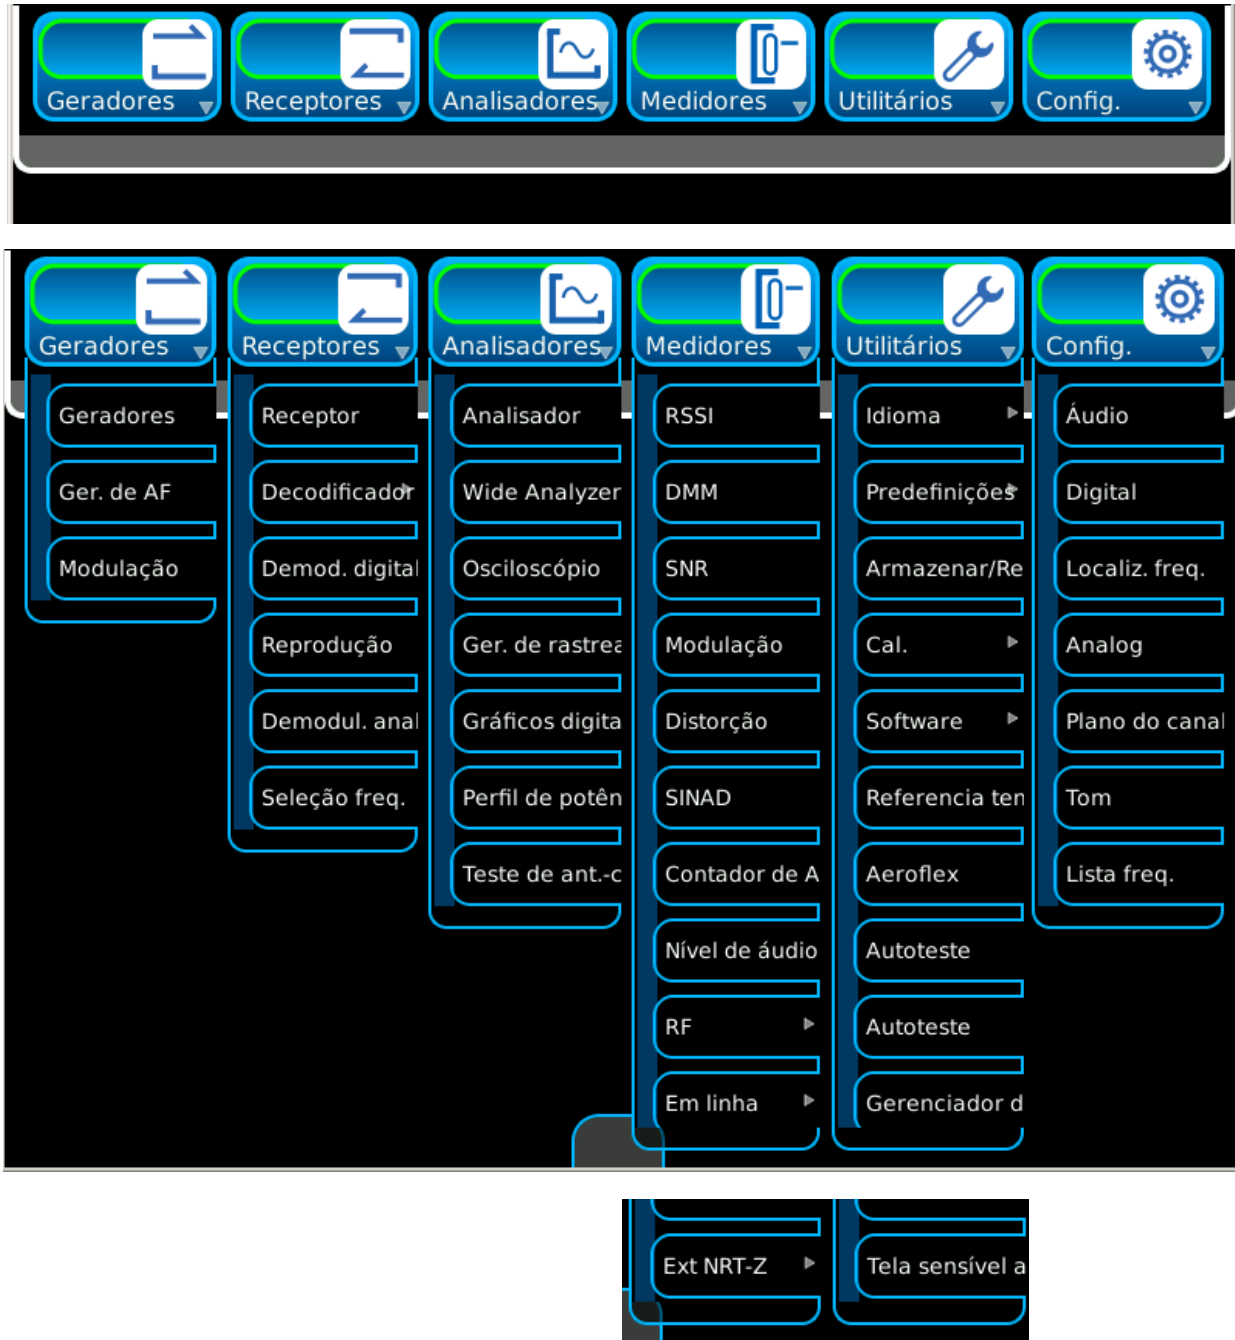 Geradores
Receptores
Analisadores
Medidores
Utilitários
Config.
Geradores
Receptores
Analisadores
Medidores
Utilitários
Config.
Geradores
Ger. de AF
Modulação
Receptor
Decodificador
Demod. digital
Reprodução
Demodul. anal
Seleção freq.
Analisador
Wide Analyzer
Osciloscópio
Ger. de rastrea
Gráficos digita
Perfil de potên
Teste de ant.-c
RSSI
DMM
SNR
Modulação
Distorção
SINAD
Contador de A
Nível de áudio
RF
Em linha
Idioma
Predefinições
Armazenar/Re
Cal.
Software
Referencia ten
Aeroflex
Autoteste
Autoteste
Gerenciador d
Áudio
Digital
Localiz. freq.
Analog
Plano do canal
Tom
Lista freq.
Ext NRT-Z
Tela sensível a